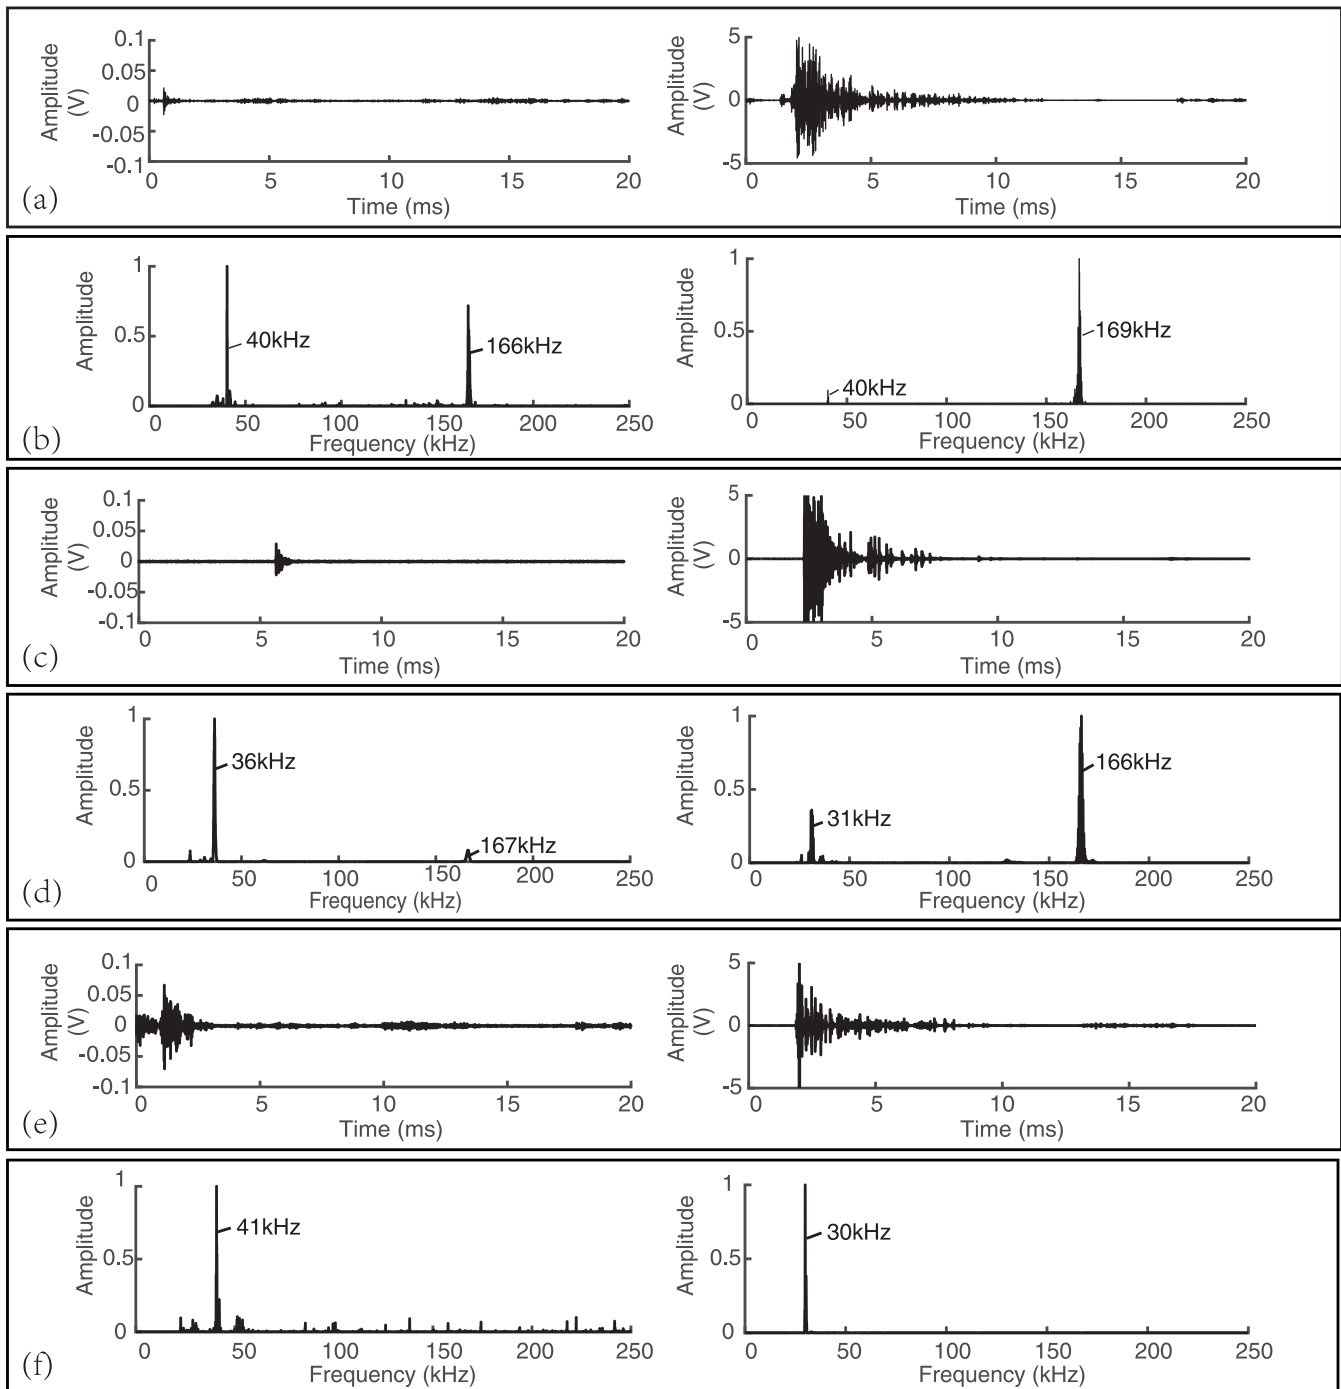 0.1
0.05
0
-0.05
-0.1
Amplitude
(V)
0 5 10 15 20
Time (ms)
5
0
-5
Amplitude
(V)
0 5 10 15 20
Time (ms)
(a)
1
0.5
0
Amplitude
40kHz
166kHz
0 50 100 150 200 250
Frequency (kHz)
1
0.5
0
Amplitude
40kHz
169kHz
0 50 100 150 200 250
Frequency (kHz)
(b)
0.1
0.05
0
-0.05
-0.1
Amplitude
(V)
0 5 10 15 20
Time (ms)
5
0
-5
Amplitude
(V)
0 5 10 15 20
Time (ms)
(c)
1
0.5
0
Amplitude
36kHz
167kHz
0 50 100 150 200 250
Frequency (kHz)
1
0.5
0
Amplitude
31kHz
166kHz
0 50 100 150 200 250
Frequency (kHz)
(d)
0.1
0.05
0
-0.05
-0.1
Amplitude
(V)
0 5 10 15 20
Time (ms)
5
0
-5
Amplitude
(V)
0 5 10 15 20
Time (ms)
(e)
1
0.5
0
Amplitude
41kHz
0 50 100 150 200 250
Frequency (kHz)
1
0.5
0
Amplitude
30kHz
0 50 100 150 200 250
Frequency (kHz)
(f)